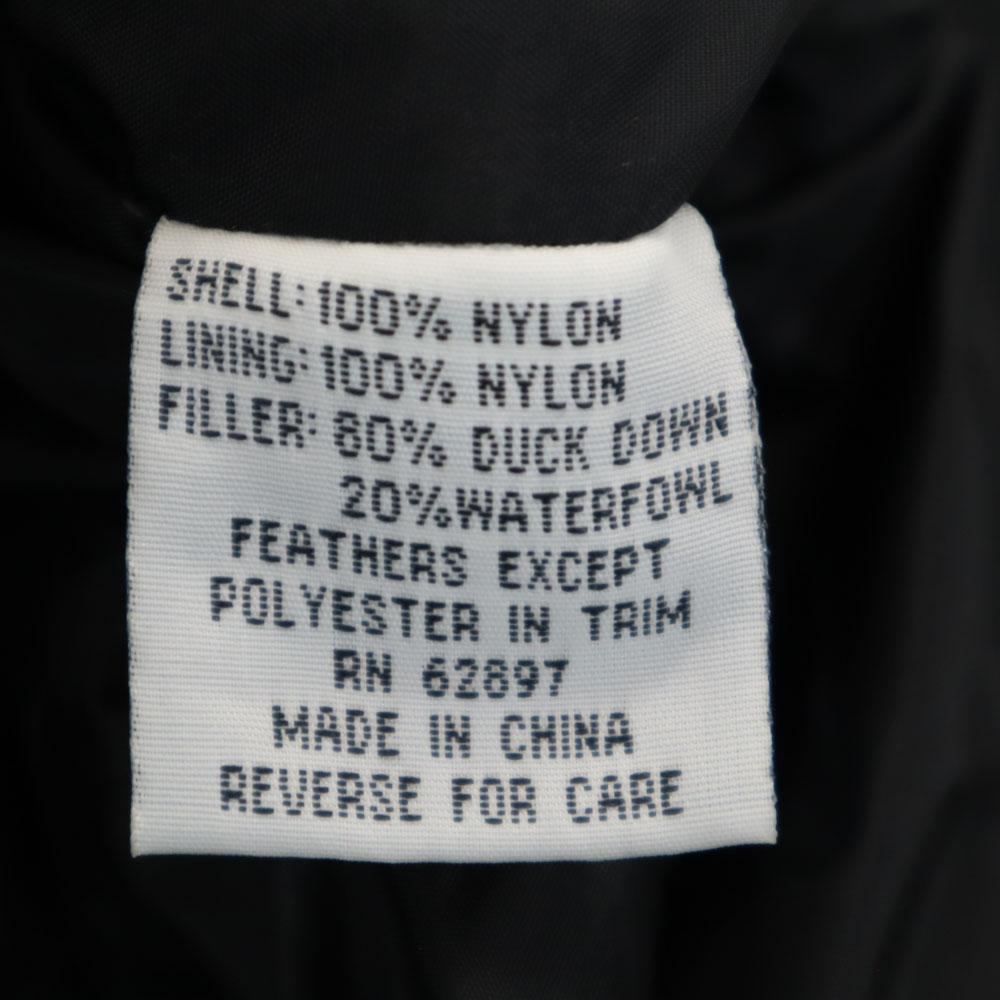 SHELL: 100% NYLON
LINING: 100% NYLON
FILLER: 80% DUCK DOWN
20% WATERFOWL
FEATHERS EXCEPT
POLYESTER IN TRIM
RN 62897
MADE IN CHINA
REVERSE FOR CARE